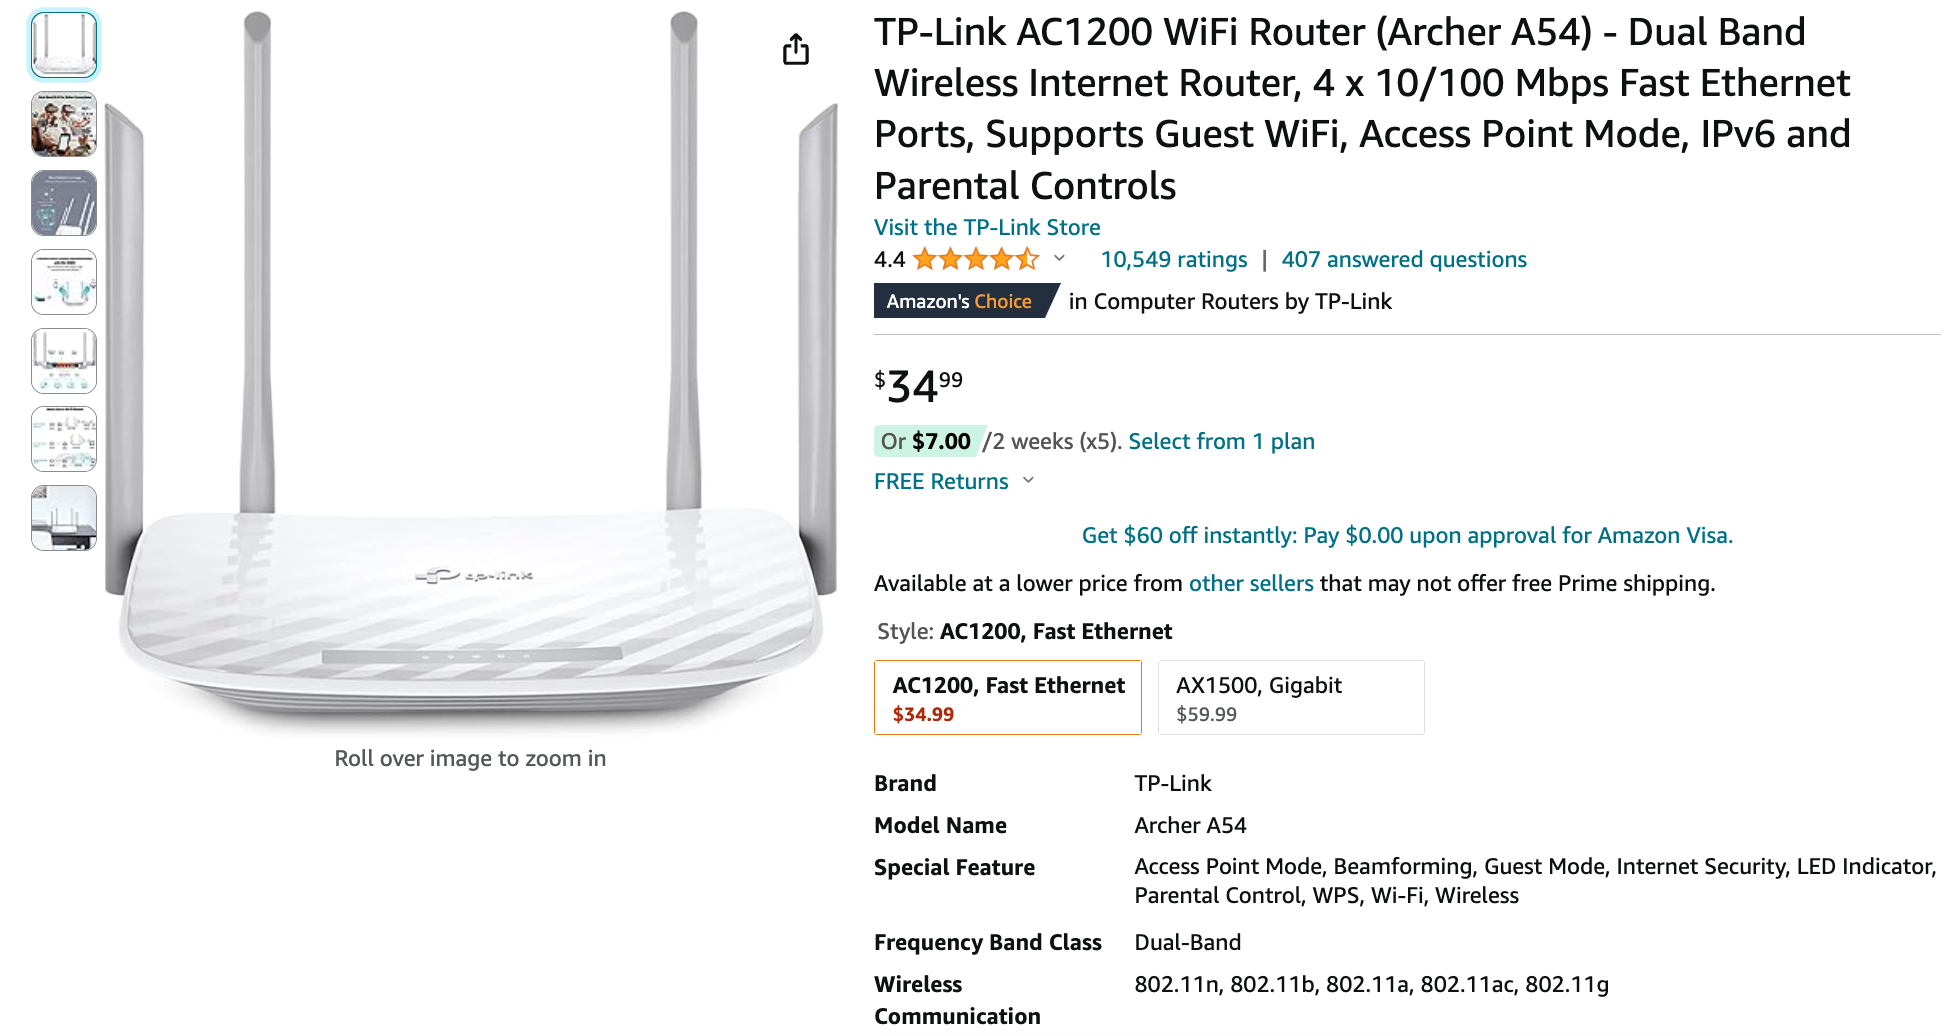 TP-Link AC1200 WiFi Router (Archer A54) - Dual Band
Wireless Internet Router, 4 x 10/100 Mbps Fast Ethernet
Ports, Supports Guest WiFi, Access Point Mode, IPv6 and
Parental Controls
Visit the TP-Link Store
4.4 10,549 ratings | 407 answered questions
Amazon's Choice in Computer Routers by TP-Link
$34 99
Or $7.00 /2 weeks (x5). Select from 1 plan
FREE Returns
Get $60 off instantly: Pay $0.00 upon approval for Amazon Visa.
Available at a lower price from other sellers that may not offer free Prime shipping.
Style: AC1200, Fast Ethernet
AC1200, Fast Ethernet
$34.99
AX1500, Gigabit
$59.99
Brand TP-Link
Model Name Archer A54
Special Feature Access Point Mode, Beamforming, Guest Mode, Internet Security, LED Indicator,
Parental Control, WPS, Wi-Fi, Wireless
Frequency Band Class Dual-Band
Wireless 802.11n, 802.11b, 802.11a, 802.11ac, 802.11g
Communication
tp-link
Roll over image to zoom in